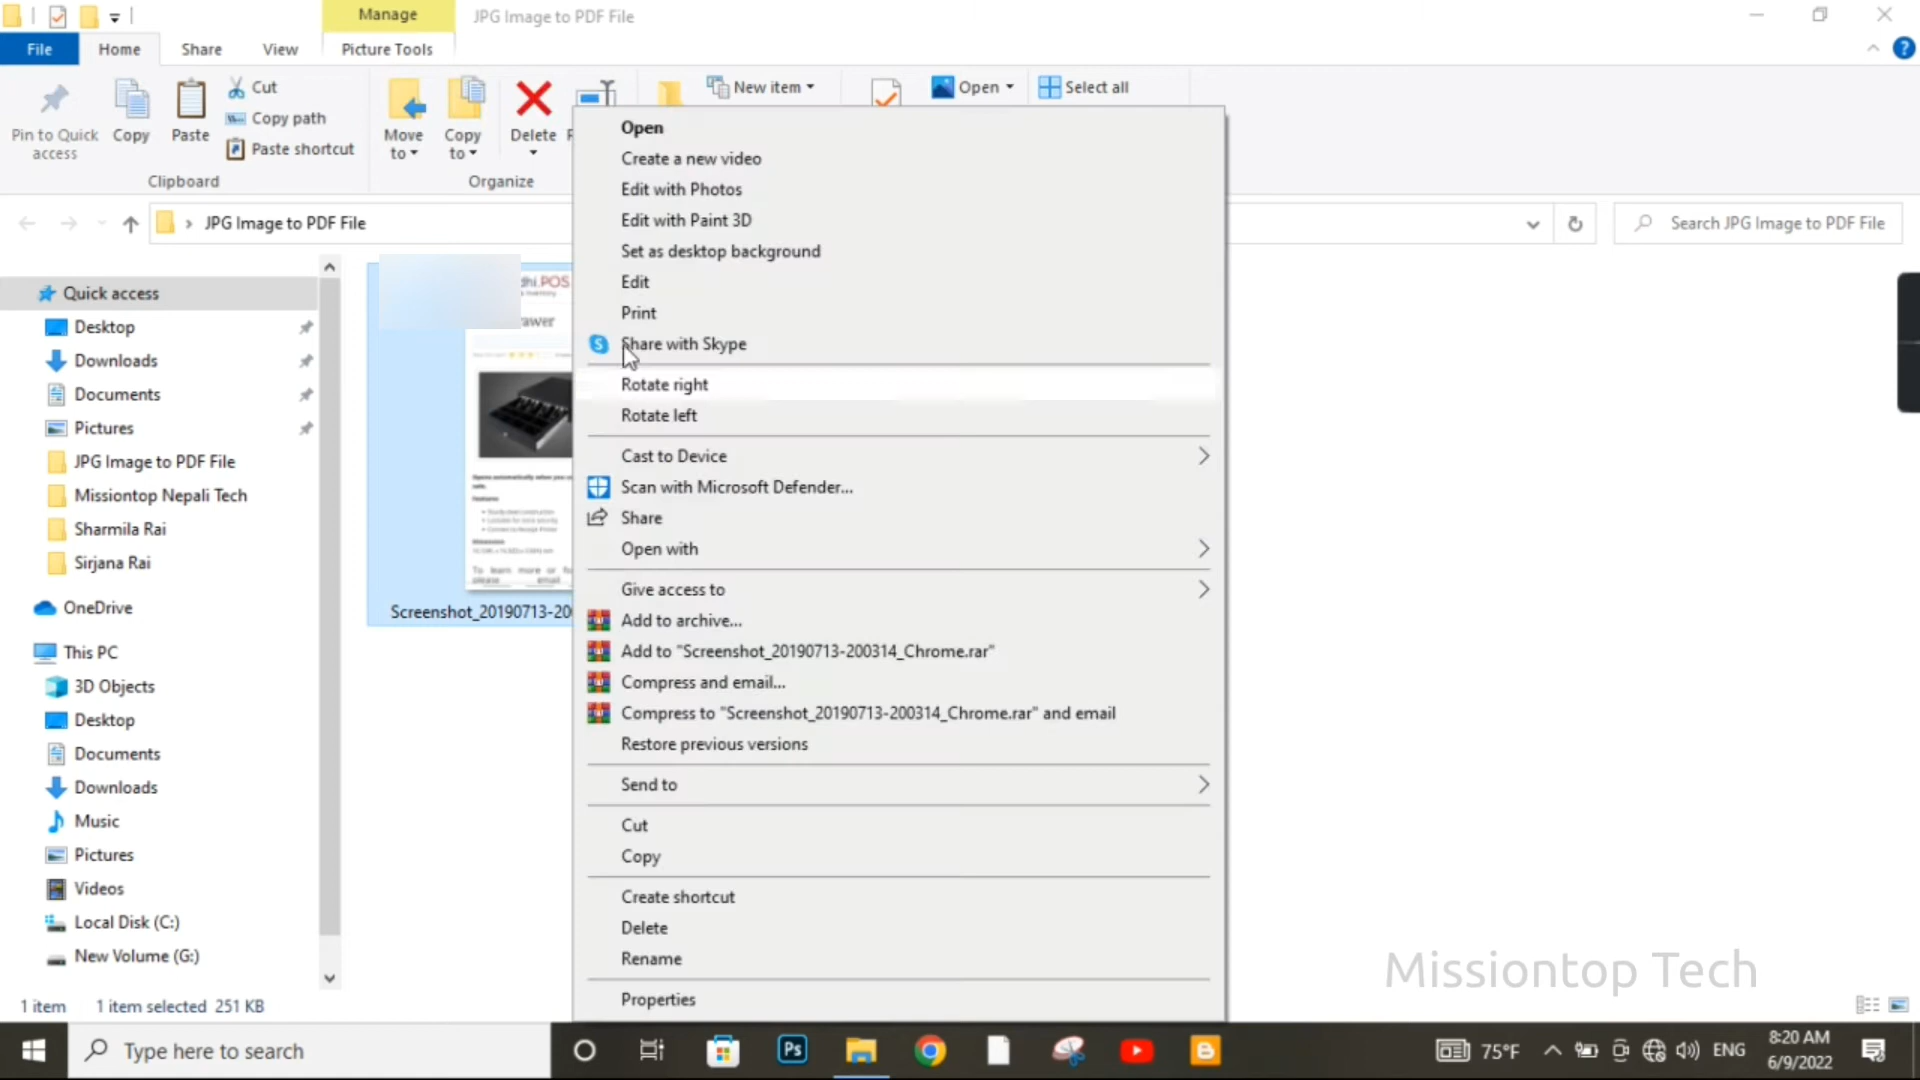 Manage
JPG Image to PDF File
File
Home
Share
View
Picture Tools
Pin to Quick
access
Copy
Paste
Cut
Copy path
Paste shortcut
Clipboard
Move
to
Copy
to
Delete
Organize
New item
Open
Select all
JPG Image to PDF File
Search JPG Image to PDF File
Quick access
Desktop
Downloads
Documents
Pictures
JPG Image to PDF File
Missiontop Nepali Tech
Sharmila Rai
Sirjana Rai
OneDrive
This PC
3D Objects
Desktop
Documents
Downloads
Music
Pictures
Videos
Local Disk (C:)
New Volume (G:)
Screenshot_20190713-20
Open
Create a new video
Edit with Photos
Edit with Paint 3D
Set as desktop background
Edit
Print
Share with Skype
Rotate right
Rotate left
Cast to Device
Scan with Microsoft Defender...
Share
Open with
Give access to
Add to archive...
Add to "Screenshot_20190713-200314_Chrome.rar"
Compress and email...
Compress to "Screenshot_20190713-200314_Chrome.rar" and email
Restore previous versions
Send to
Cut
Copy
Create shortcut
Delete
Rename
Properties
Missiontop Tech
1 item
1 item selected 251 KB
Type here to search
Ps
75°F
ENG
8:20 AM
6/9/2022